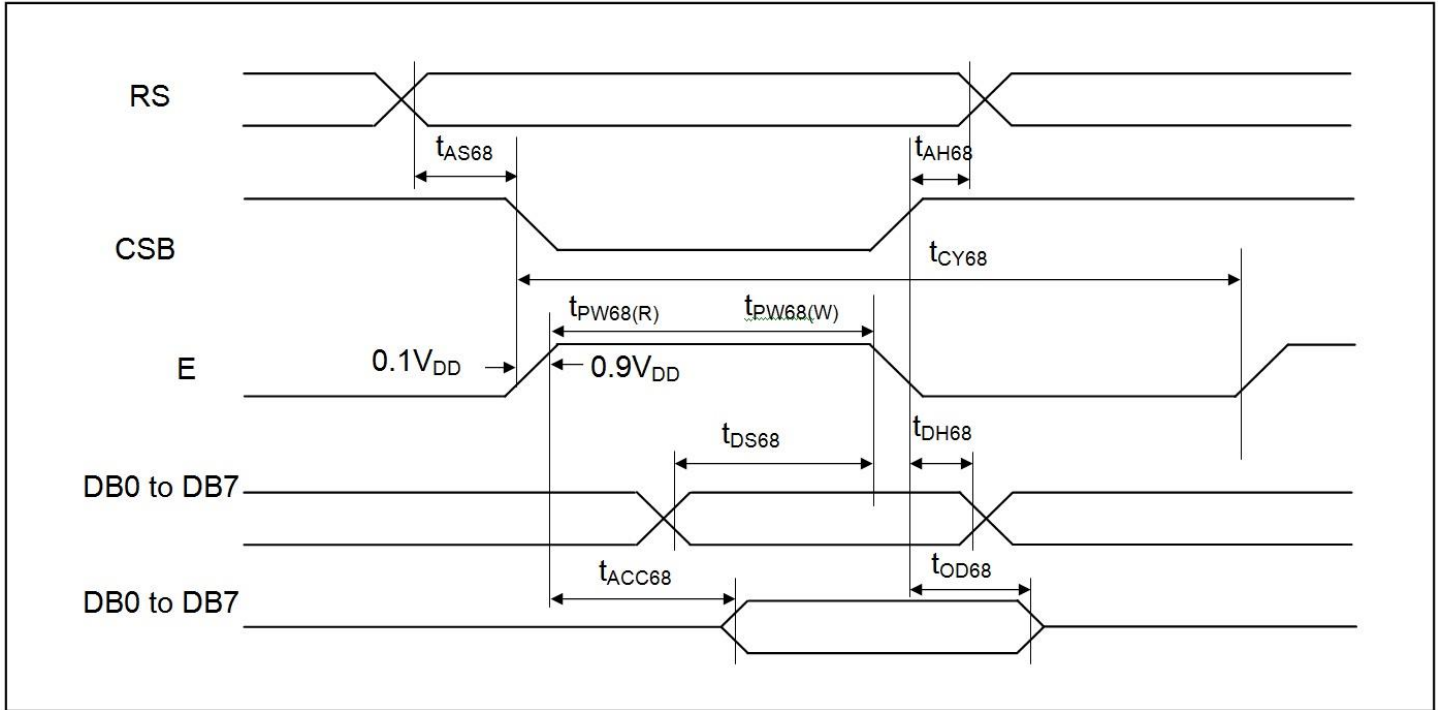 RS
tAS68
tAH68
CSB
tCY68
tPW68(R)
tPW68(W)
E
0.1VDD
0.9VDD
tDS68
tDH68
DB0 to DB7
tACC68
tOD68
DB0 to DB7